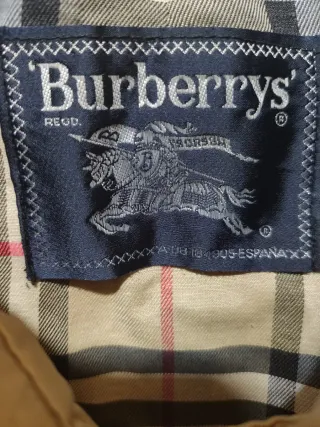 'Burberrys'
REGD. ®
B
®
ESPAÑA